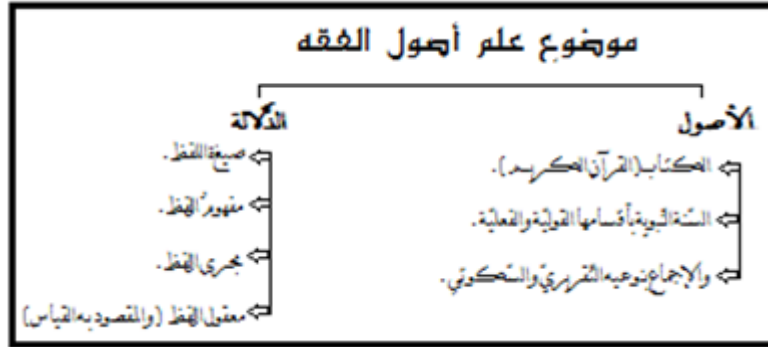 موضوع علم أصول الفقه
الأصول
الكتاب (القرآن الكريم).
السنة النبوية بأقسامها القولية والفعلية.
والإجماع بنوعيه التقريري والسكوتي.
الدلالة
صيغة اللفظ.
مفهوم اللفظ.
مجرى اللفظ.
معقول اللفظ (والمقصود به القياس)